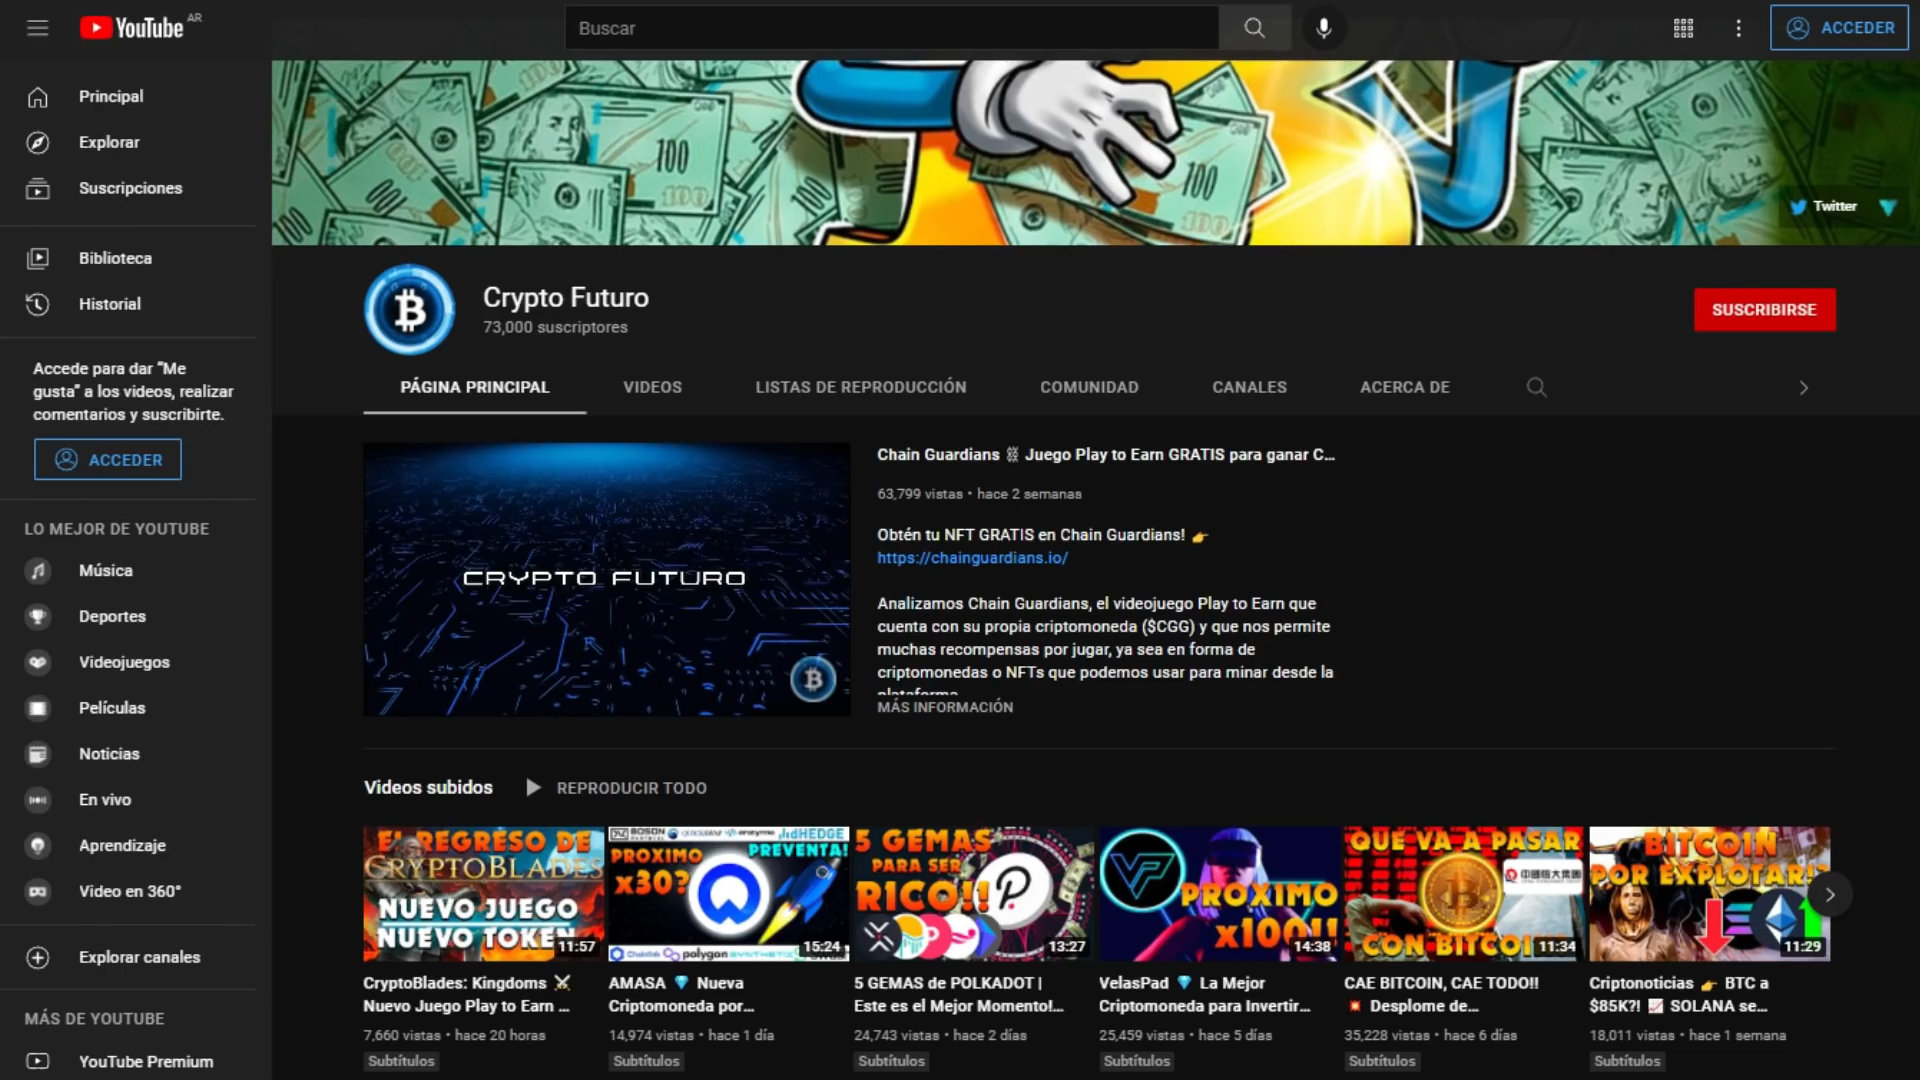 YouTube AR
Buscar
ACCEDER
Principal
Explorar
Suscripciones
Biblioteca
Historial
Accede para dar “Me
gusta” a los videos, realizar
comentarios y suscribirte.
ACCEDER
LO MEJOR DE YOUTUBE
Música
Deportes
Videojuegos
Películas
Noticias
En vivo
Aprendizaje
Video en 360°
Explorar canales
MÁS DE YOUTUBE
YouTube Premium
100
100
Twitter
Crypto Futuro
73,000 suscriptores
SUSCRIBIRSE
PÁGINA PRINCIPAL
VIDEOS
LISTAS DE REPRODUCCIÓN
COMUNIDAD
CANALES
ACERCA DE
CRYPTO FUTURO
Chain Guardians ⛓ Juego Play to Earn GRATIS para ganar C...
63,799 vistas • hace 2 semanas
Obtén tu NFT GRATIS en Chain Guardians! 👉
https://chainguardians.io/
Analizamos Chain Guardians, el videojuego Play to Earn que
cuenta con su propia criptomoneda ($CGG) y que nos permite
muchas recompensas por jugar, ya sea en forma de
criptomonedas o NFTs que podemos usar para minar desde la
plataforma.
MÁS INFORMACIÓN
Videos subidos
REPRODUCIR TODO
EL REGRESO DE
CRYPTOBLADES
NUEVO JUEGO
NUEVO TOKEN
11:57
CryptoBlades: Kingdoms ⚔
Nuevo Juego Play to Earn ...
7,660 vistas • hace 20 horas
Subtítulos
BOSON
dHEDGE
PROXIMO
PREVENTA!
x30?
Chainlink
polygon
SYNTHETIX
15:24
AMASA 💎 Nueva
Criptomoneda por...
14,974 vistas • hace 1 día
Subtítulos
5 GEMAS
PARA SER
RICO!!
13:27
5 GEMAS de POLKADOT |
Este es el Mejor Momento!...
24,743 vistas • hace 2 días
Subtítulos
PROXIMO
x100!!
14:38
VelasPad 💎 La Mejor
Criptomoneda para Invertir...
25,459 vistas • hace 5 días
Subtítulos
QUE VA A PASAR
CON BITCOIN
11:34
CAE BITCOIN, CAE TODO!!
💥 Desplome de...
35,228 vistas • hace 6 días
Subtítulos
BITCOIN
POR EXPLOTAR!?
11:29
Criptonoticias 👉 BTC a
$85K?! 📈 SOLANA se...
18,011 vistas • hace 1 semana
Subtítulos